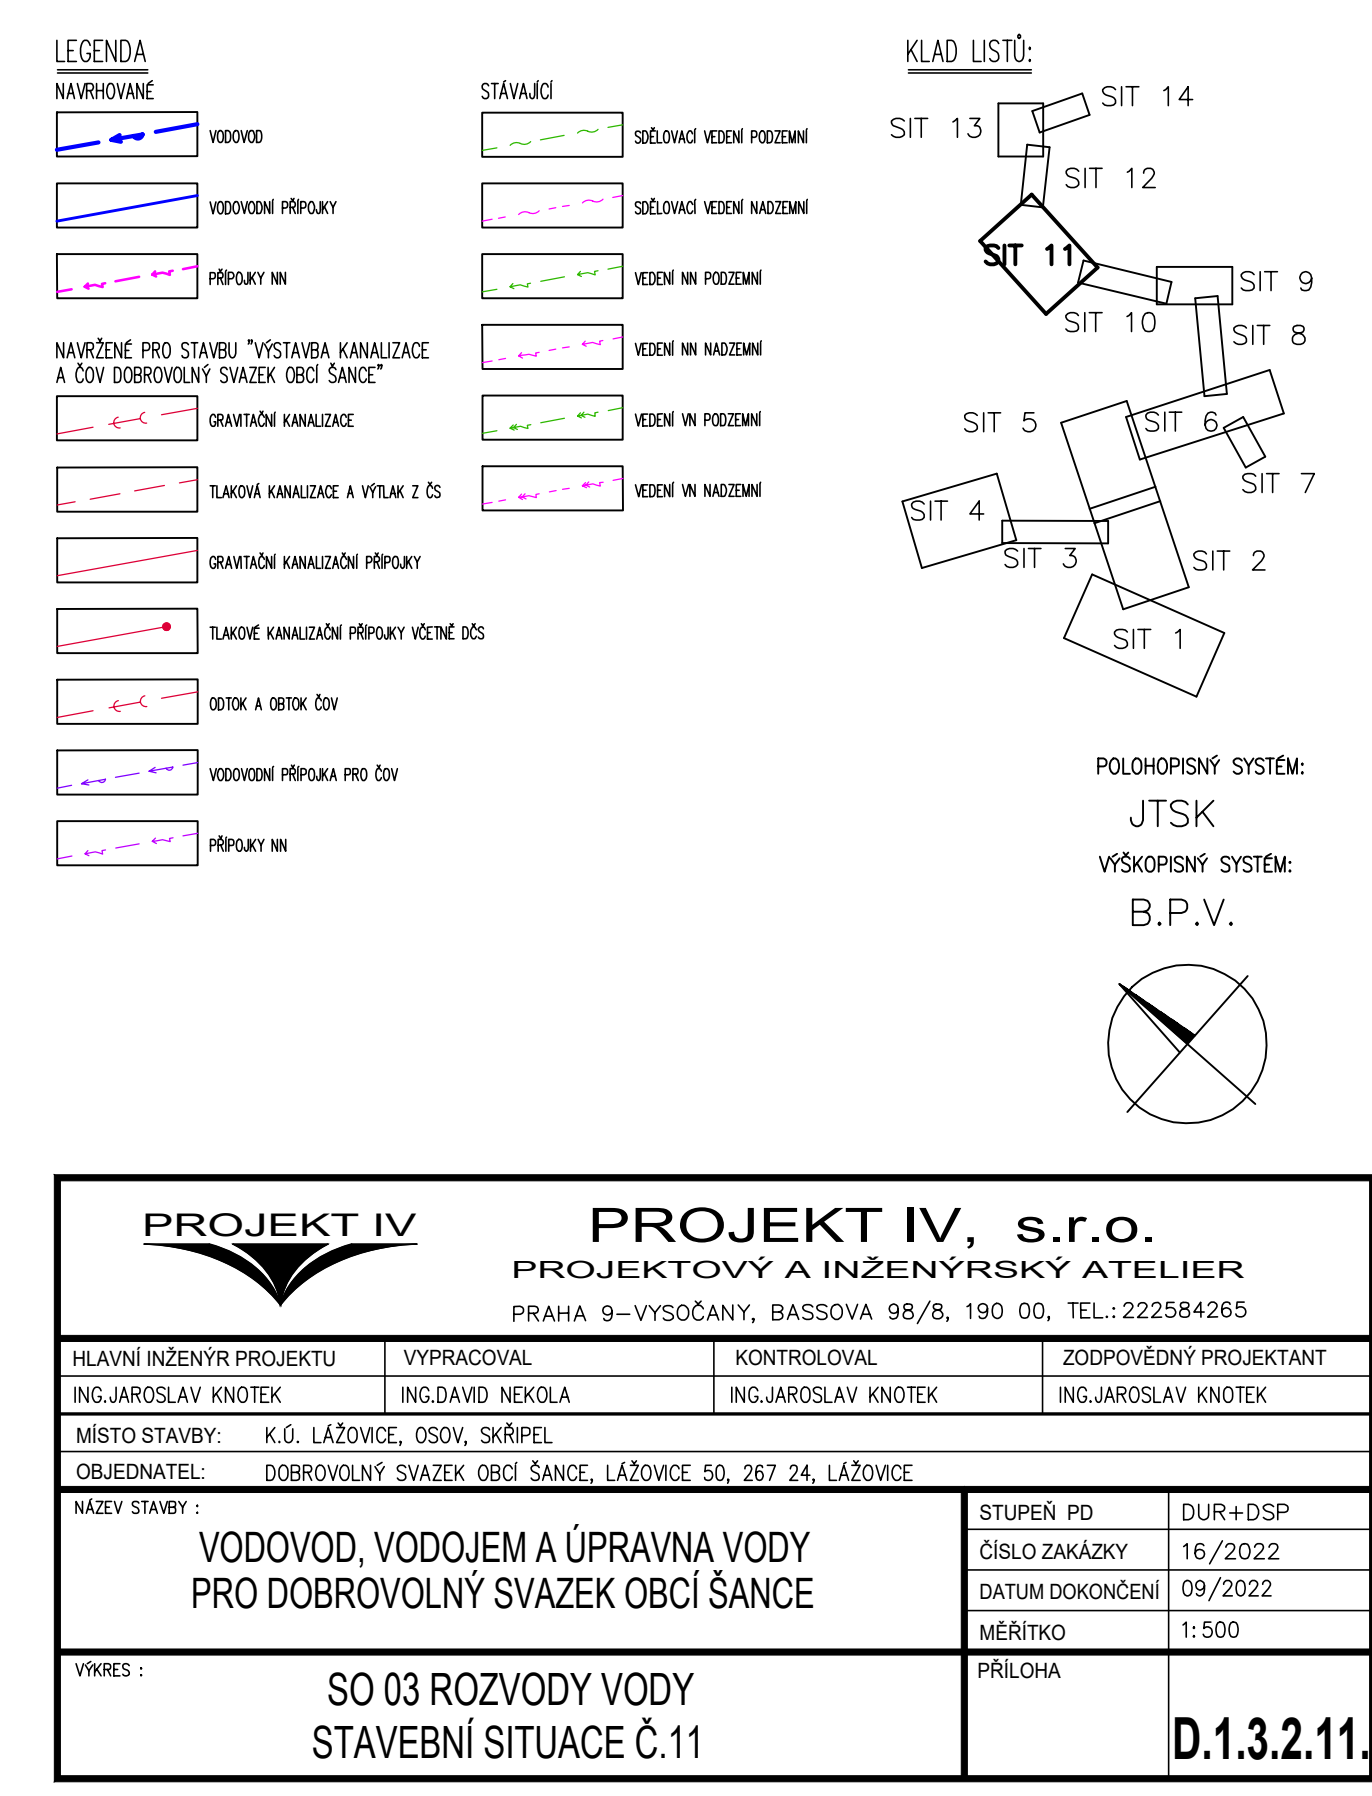 LEGENDA
NAVRHOVANÉ
VODOVOD
VODOVODNÍ PŘÍPOJKY
PŘÍPOJKY NN
NAVRŽENÉ PRO STAVBU "VÝSTAVBA KANALIZACE
A ČOV DOBROVOLNÝ SVAZEK OBCÍ ŠANCE"
GRAVITAČNÍ KANALIZACE
TLAKOVÁ KANALIZACE A VÝTLAK Z ČS
GRAVITAČNÍ KANALIZAČNÍ PŘÍPOJKY
TLAKOVÉ KANALIZAČNÍ PŘÍPOJKY VČETNĚ DČS
ODTOK A OBTOK ČOV
VODOVODNÍ PŘÍPOJKA PRO ČOV
PŘÍPOJKY NN
STÁVAJÍCÍ
SDĚLOVACÍ VEDENÍ PODZEMNÍ
SDĚLOVACÍ VEDENÍ NADZEMNÍ
VEDENÍ NN PODZEMNÍ
VEDENÍ NN NADZEMNÍ
VEDENÍ VN PODZEMNÍ
VEDENÍ VN NADZEMNÍ
KLAD LISTŮ:
SIT 14
SIT 13
SIT 12
SIT 11
SIT 9
SIT 10
SIT 8
SIT 5
SIT 6
SIT 7
SIT 4
SIT 3
SIT 2
SIT 1
POLOHOPISNÝ SYSTÉM:
JTSK
VÝŠKOPISNÝ SYSTÉM:
B.P.V.
PROJEKT IV
PROJEKT IV, s.r.o.
PROJEKTOVÝ A INŽENÝRSKÝ ATELIER
PRAHA 9-VYSOČANY, BASSOVA 98/8, 190 00, TEL.: 222584265
HLAVNÍ INŽENÝR PROJEKTU VYPRACOVAL KONTROLOVAL ZODPOVĚDNÝ PROJEKTANT
ING.JAROSLAV KNOTEK ING.DAVID NEKOLA ING.JAROSLAV KNOTEK ING.JAROSLAV KNOTEK
MÍSTO STAVBY: K.Ú. LÁŽOVICE, OSOV, SKŘIPEL
OBJEDNATEL: DOBROVOLNÝ SVAZEK OBCÍ ŠANCE, LÁŽOVICE 50, 267 24, LÁŽOVICE
NÁZEV STAVBY :
VODOVOD, VODOJEM A ÚPRAVNA VODY
PRO DOBROVOLNÝ SVAZEK OBCÍ ŠANCE
STUPEŇ PD DUR+DSP
ČÍSLO ZAKÁZKY 16/2022
DATUM DOKONČENÍ 09/2022
MĚŘÍTKO 1:500
VÝKRES :
SO 03 ROZVODY VODY
STAVEBNÍ SITUACE Č.11
PŘÍLOHA
D.1.3.2.11.